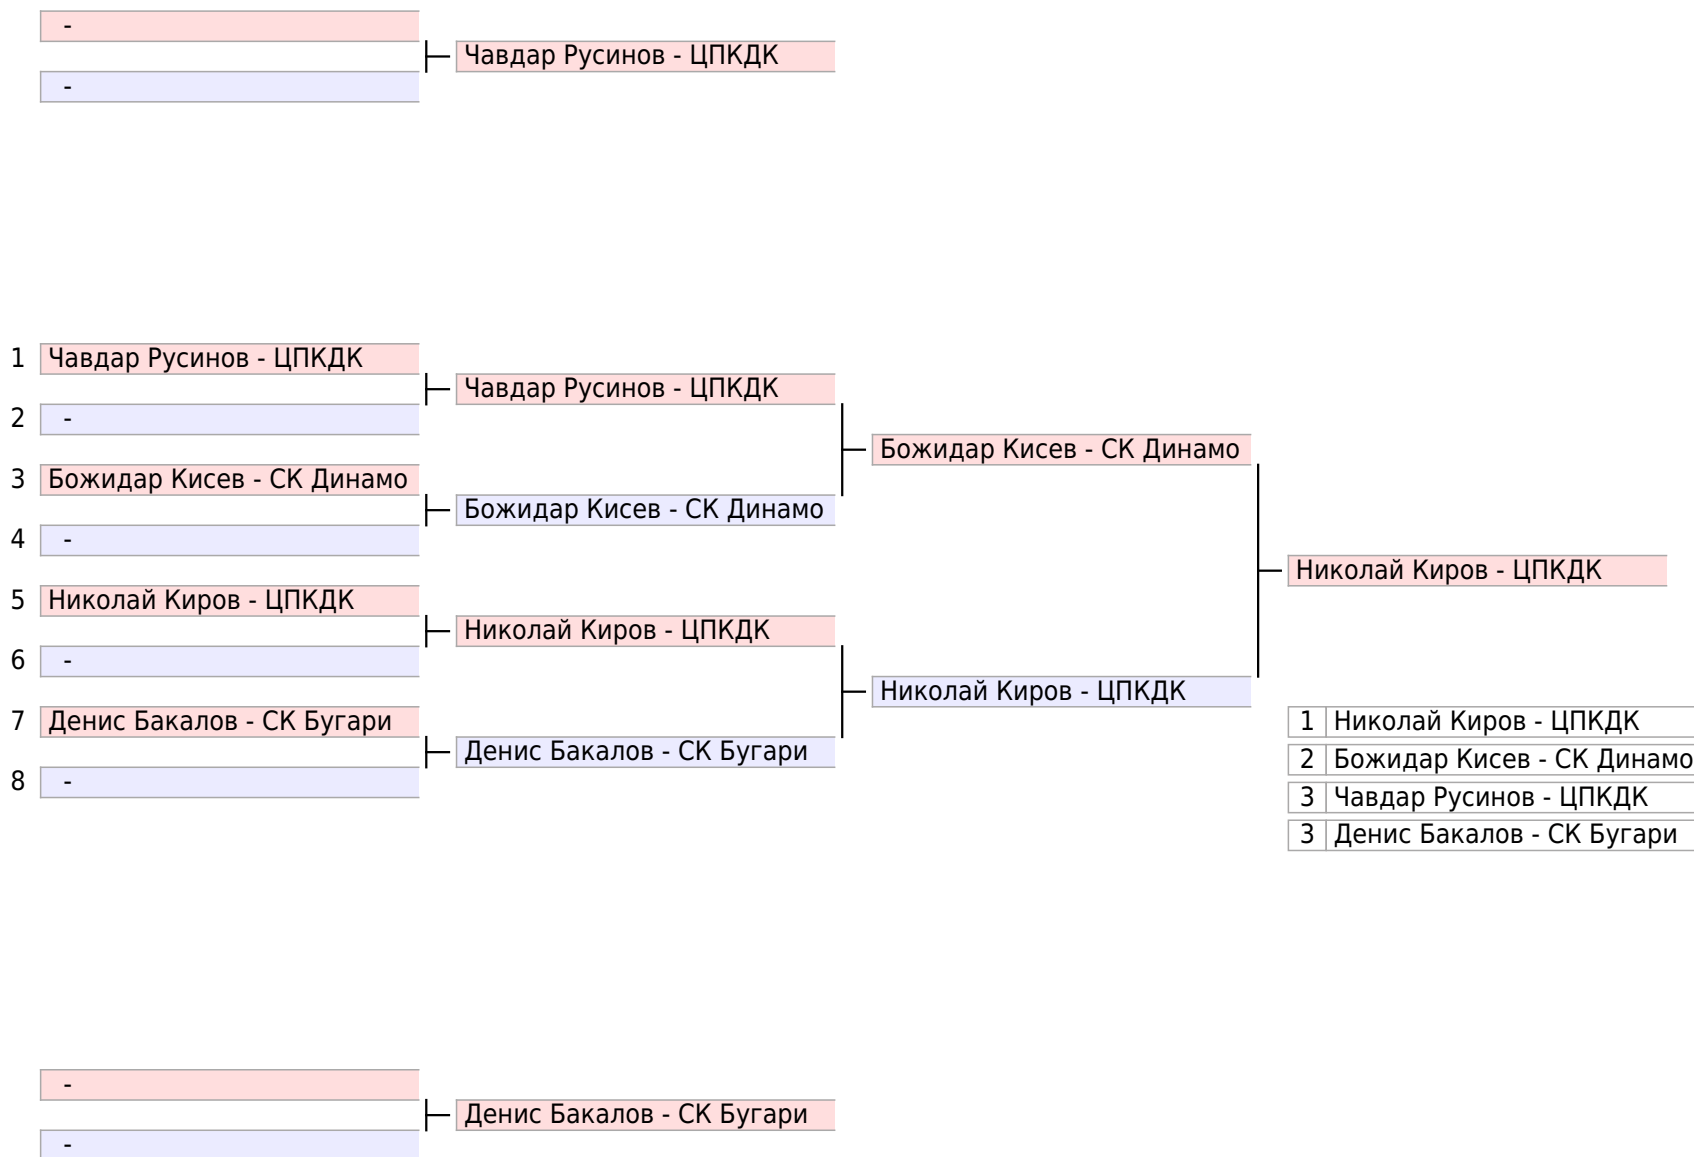 -
Чавдар Русинов - ЦПКДК
-
1 Чавдар Русинов - ЦПКДК
Чавдар Русинов - ЦПКДК
2 -
Божидар Кисев - СК Динамо
3 Божидар Кисев - СК Динамо
Божидар Кисев - СК Динамо
4 -
Николай Киров - ЦПКДК
5 Николай Киров - ЦПКДК
Николай Киров - ЦПКДК
6 -
Николай Киров - ЦПКДК
7 Денис Бакалов - СК Бугари
1 Николай Киров - ЦПКДК
Денис Бакалов - СК Бугари
2 Божидар Кисев - СК Динамо
8 -
3 Чавдар Русинов - ЦПКДК
3 Денис Бакалов - СК Бугари
-
Денис Бакалов - СК Бугари
-